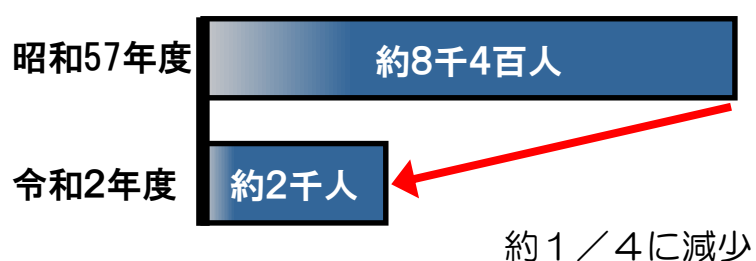 昭和57年度
約8千4百人
令和2年度
約2千人
約１／４に減少